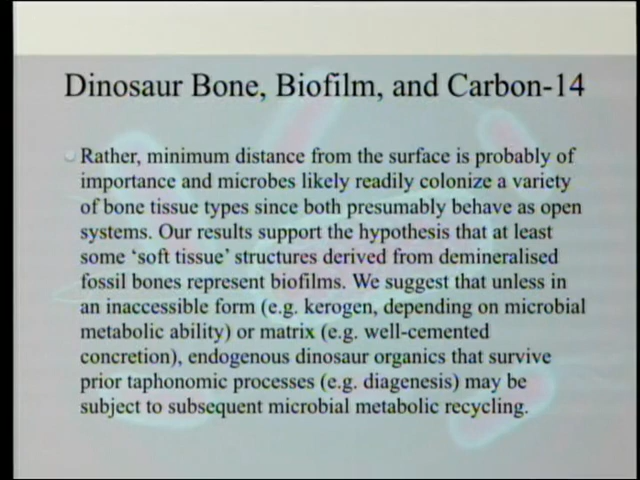 Dinosaur Bone, Biofilm, and Carbon-14
Rather, minimum distance from the surface is probably of
importance and microbes likely readily colonize a variety
of bone tissue types since both presumably behave as open
systems. Our results support the hypothesis that at least
some ‘soft tissue’ structures derived from demineralised
fossil bones represent biofilms. We suggest that unless in
an inaccessible form (e.g. kerogen, depending on microbial
metabolic ability) or matrix (e.g. well-cemented
concretion), endogenous dinosaur organics that survive
prior taphonomic processes (e.g. diagenesis) may be
subject to subsequent microbial metabolic recycling.